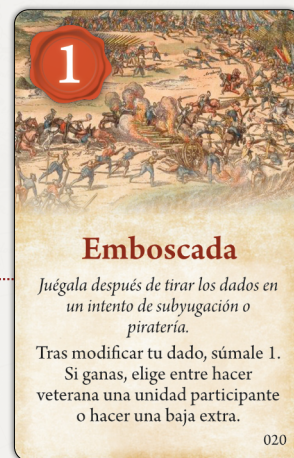 1
Emboscada
Juégala después de tirar los dados en
un intento de subyugación o
piratería.
Tras modificar tu dado, súmale 1.
Si ganas, elige entre hacer
veterana una unidad participante
o hacer una baja extra.
020